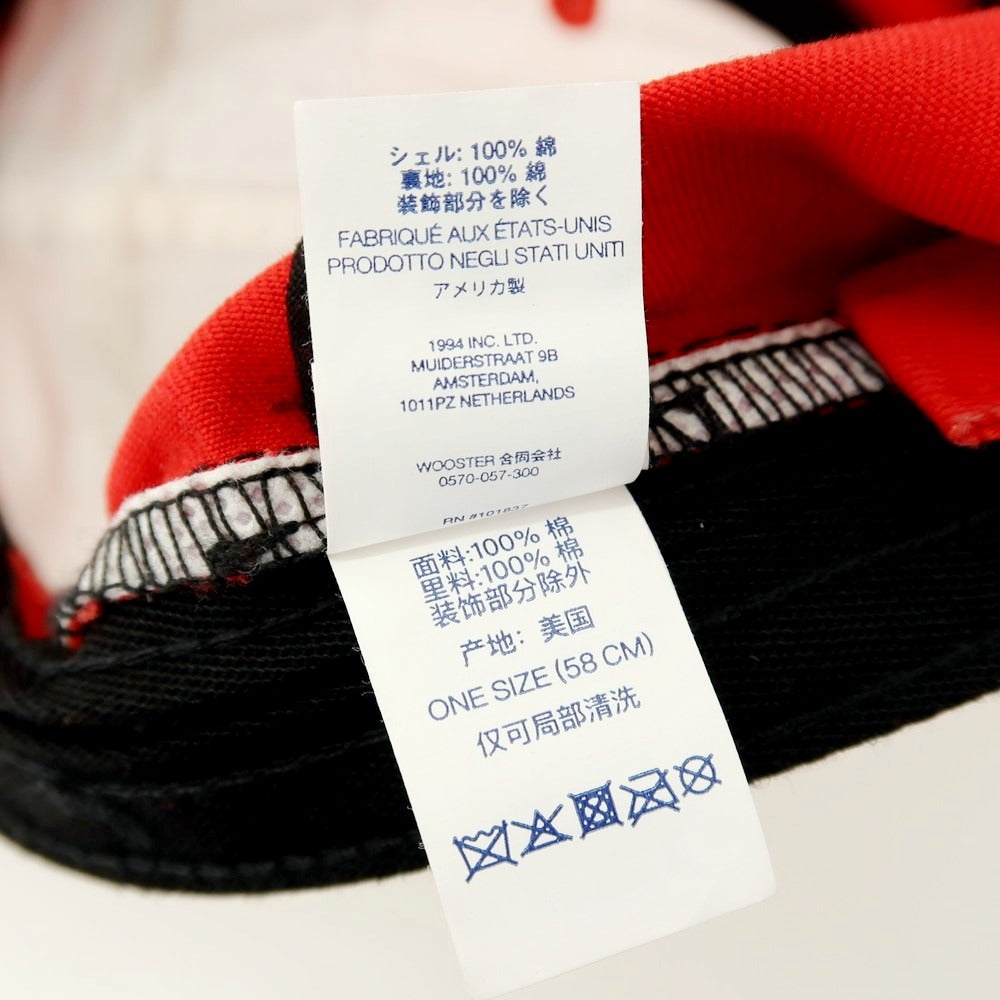 シェル: 100% 綿
裏地: 100% 綿
装飾部分を除く
FABRIQUÉ AUX ÉTATS-UNIS
PRODOTTO NEGLI STATI UNITI
アメリカ製
1994 INC. LTD.
MUIDERSTRAAT 9B
AMSTERDAM,
1011PZ NETHERLANDS
WOOSTER 合同会社
0570-057-300
RN #101837
面料:100% 棉
里料:100% 棉
装饰部分除外
产地: 美国
ONE SIZE (58 CM)
仅可局部清洗